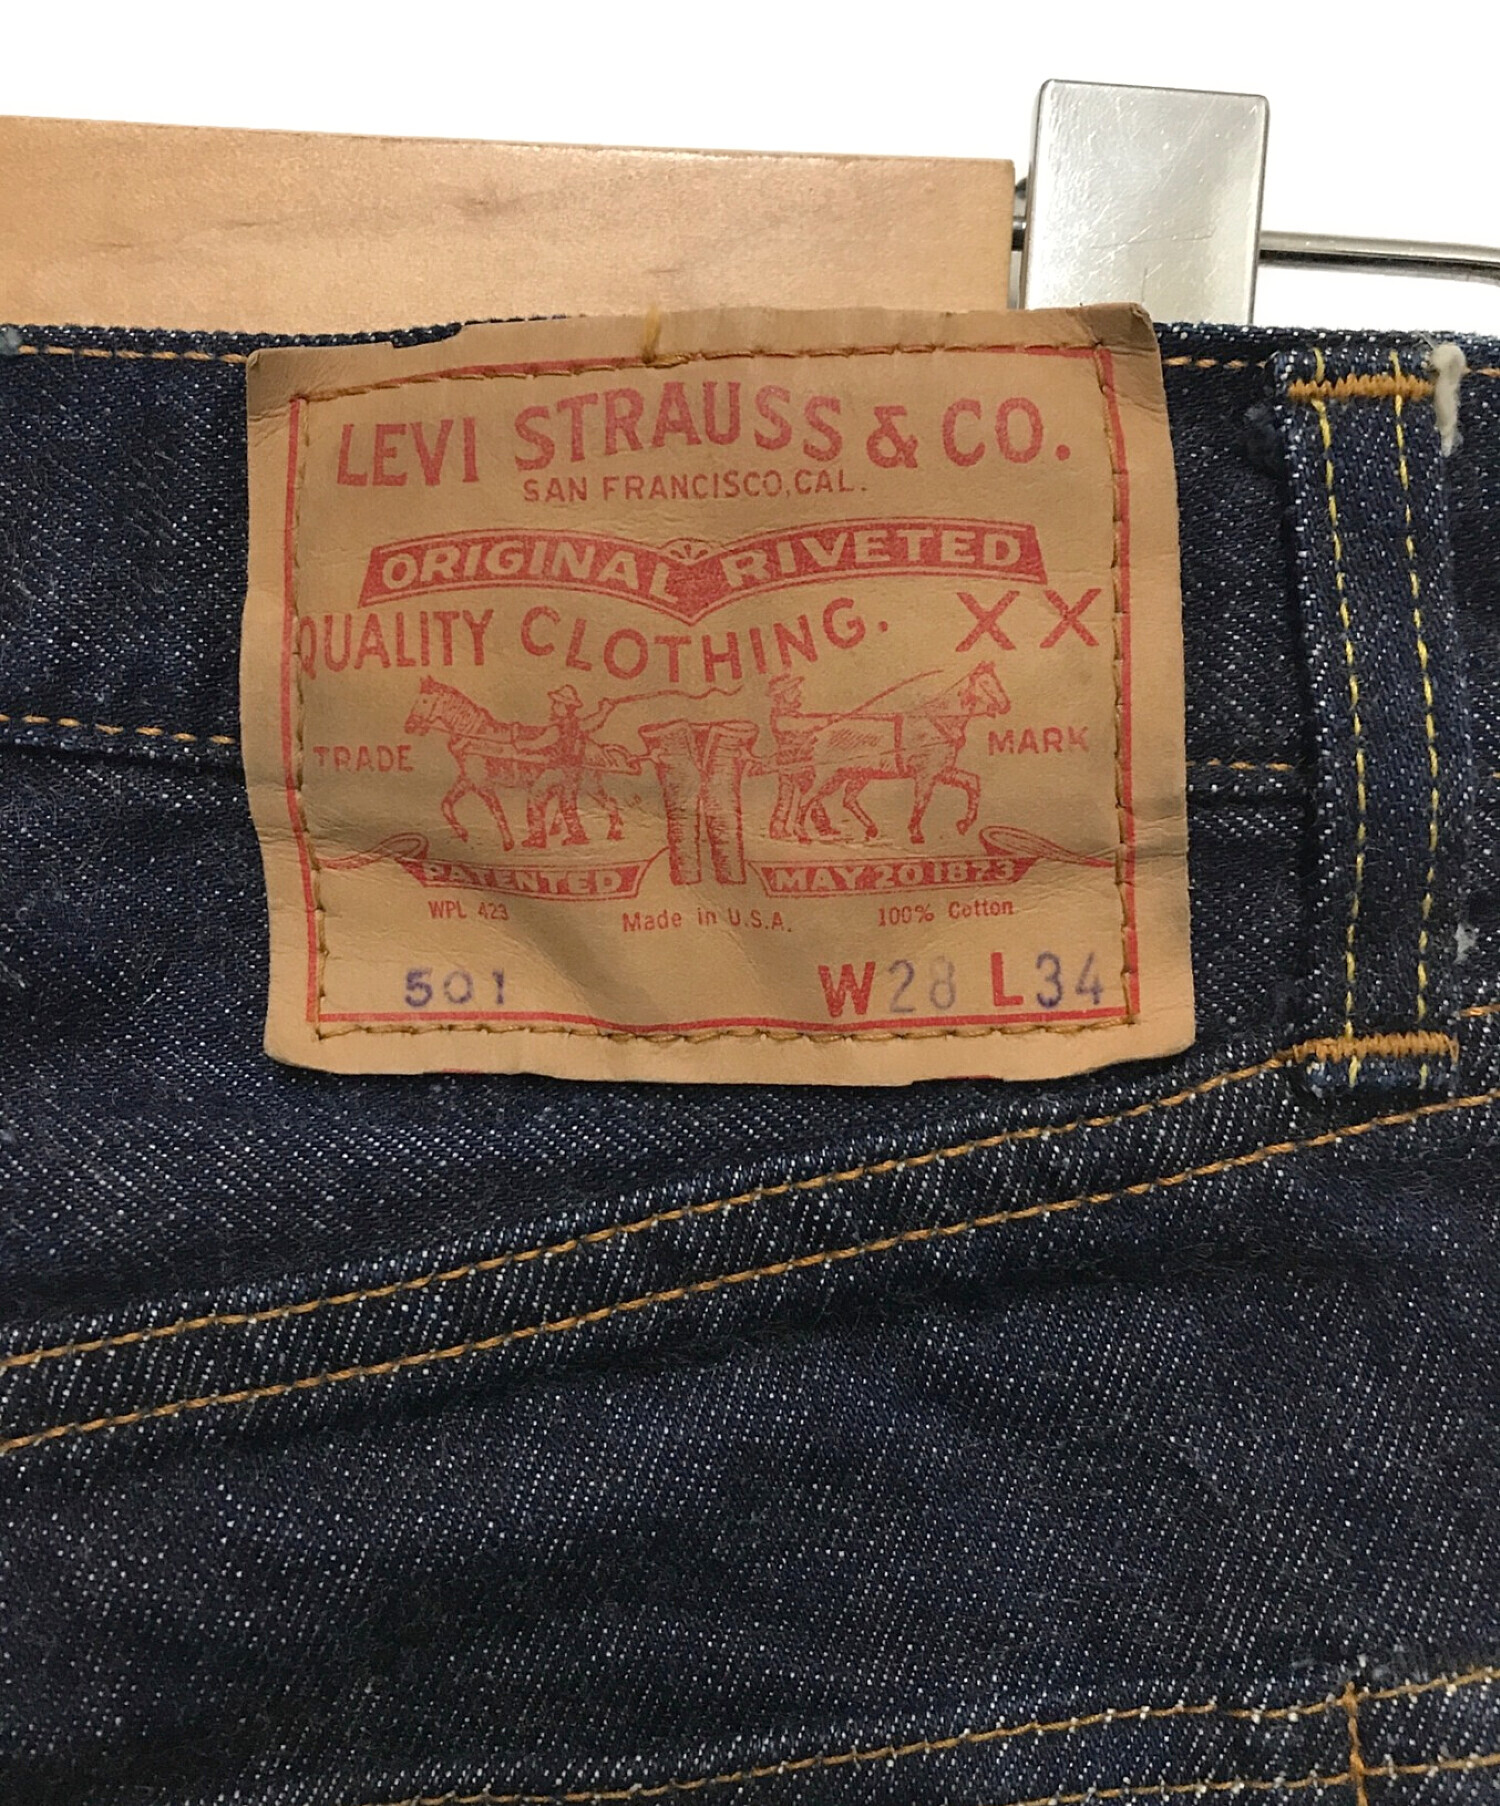 LEVI STRAUSS & CO.
SAN FRANCISCO, CAL.
ORIGINAL RIVETED
QUALITY CLOTHING. XX
TRADE MARK
PATENTED MAY 20 1873
WPL 423 Made in U.S.A. 100% Cotton
501 W28 L34